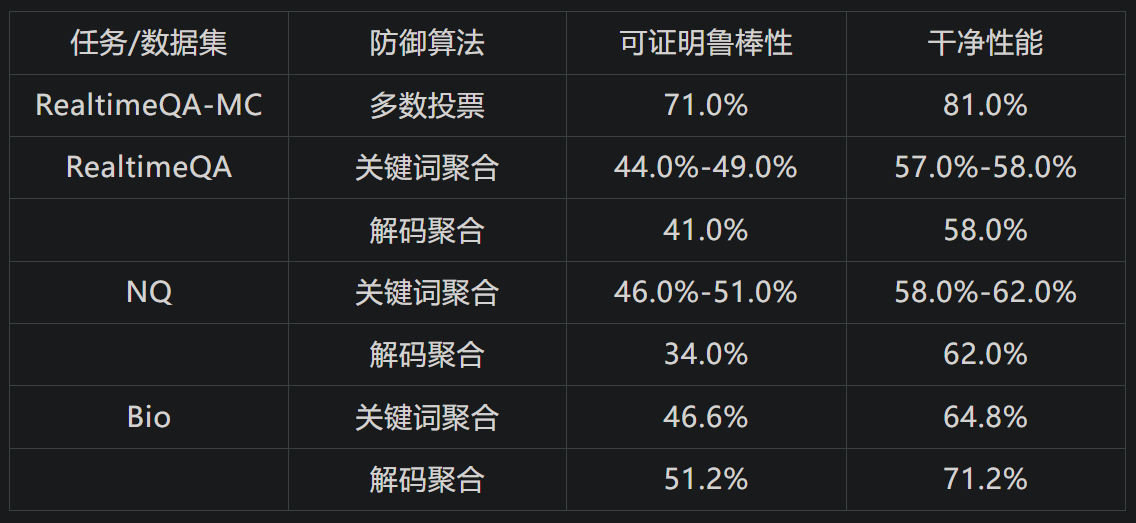 任务/数据集 防御算法 可证明鲁棒性 干净性能
RealtimeQA-MC 多数投票 71.0% 81.0%
RealtimeQA 关键词聚合 44.0%-49.0% 57.0%-58.0%
解码聚合 41.0% 58.0%
NQ 关键词聚合 46.0%-51.0% 58.0%-62.0%
解码聚合 34.0% 62.0%
Bio 关键词聚合 46.6% 64.8%
解码聚合 51.2% 71.2%